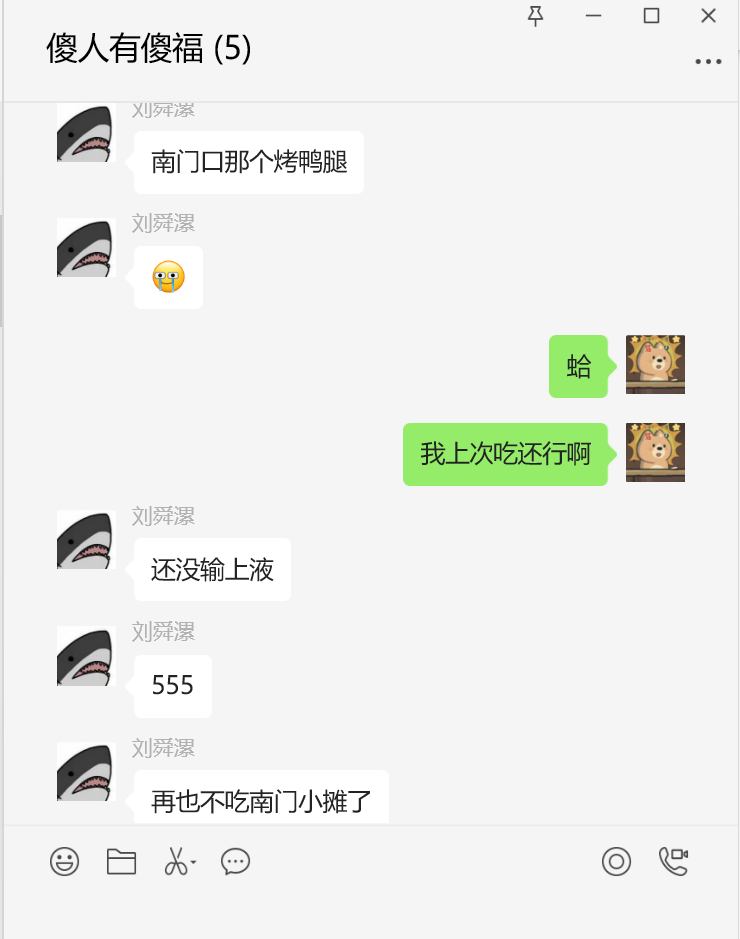 傻人有傻福 (5)
刘舜漯
南门口那个烤鸭腿
刘舜漯
蛤
我上次吃还行啊
刘舜漯
还没输上液
刘舜漯
555
刘舜漯
再也不吃南门小摊了